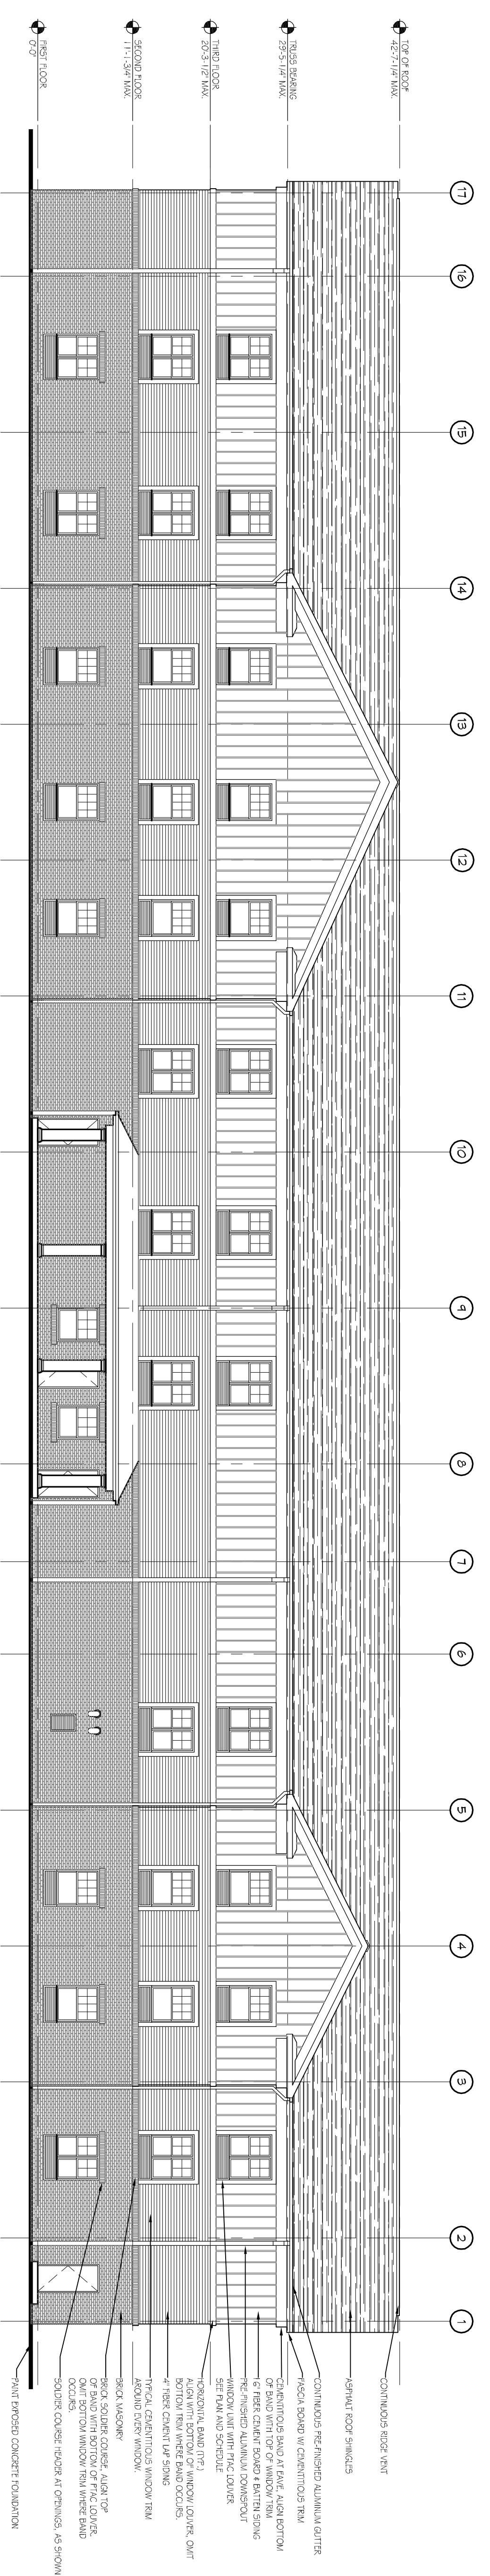 17
16
15
14
13
12
11
10
9
8
7
6
5
4
3
2
1
TOP OF ROOF
42'-7-1/4" MAX.
TRUSS BEARING
29'-5-1/4" MAX.
THIRD FLOOR
20'-3-1/2" MAX.
SECOND FLOOR
11'-1-3/4" MAX.
FIRST FLOOR
0'-0"
CONTINUOUS RIDGE VENT
ASPHALT ROOF SHINGLES
CONTINUOUS PRE-FINISHED ALUMINUM GUTTER
FASCIA BOARD W/ CEMENTITIOUS TRIM
CEMENTITIOUS BAND AT EAVE, ALIGN BOTTOM
OF BAND WITH TOP OF WINDOW TRIM
16" FIBER CEMENT BOARD & BATTEN SIDING
PRE-FINISHED ALUMINUM DOWNSPOUT
WINDOW UNIT WITH PTAC LOUVER
SEE PLAN AND SCHEDULE
HORIZONTAL BAND (TYP.)
ALIGN WITH BOTTOM OF WINDOW LOUVER, OMIT
BOTTOM TRIM WHERE BAND OCCURS.
4" FIBER CEMENT LAP SIDING
TYPICAL CEMENTITIOUS WINDOW TRIM
AROUND EVERY WINDOW.
BRICK MASONRY
BRICK SOLDIER COURSE, ALIGN TOP
OF BAND WITH BOTTOM OF PTAC LOUVER.
OMIT BOTTOM WINDOW TRIM WHERE BAND
OCCURS.
SOLDIER COURSE HEADER AT OPENINGS, AS SHOWN
PAINT EXPOSED CONCRETE FOUNDATION